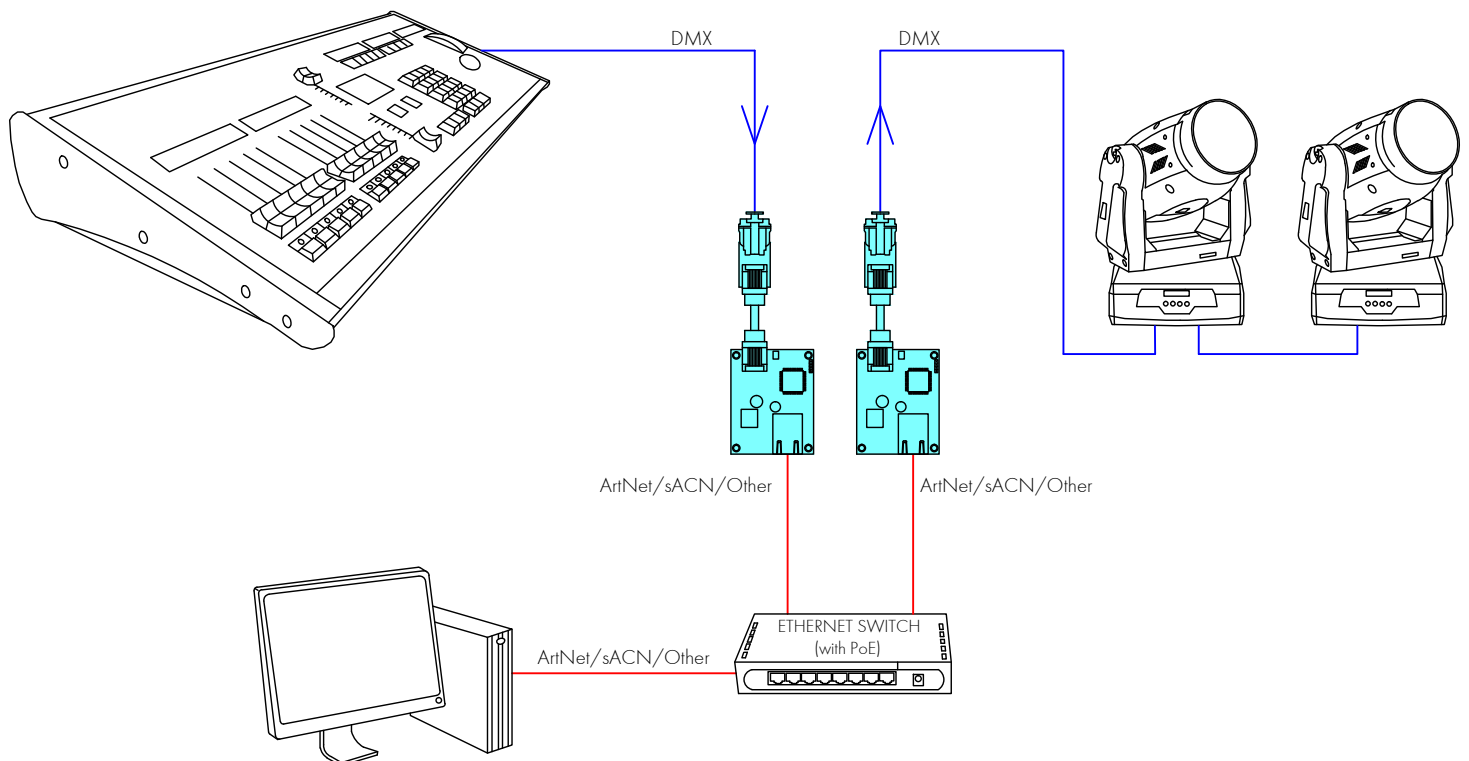 DMX
DMX
ArtNet/sACN/Other
ArtNet/sACN/Other
ETHERNET SWITCH
(with PoE)
ArtNet/sACN/Other